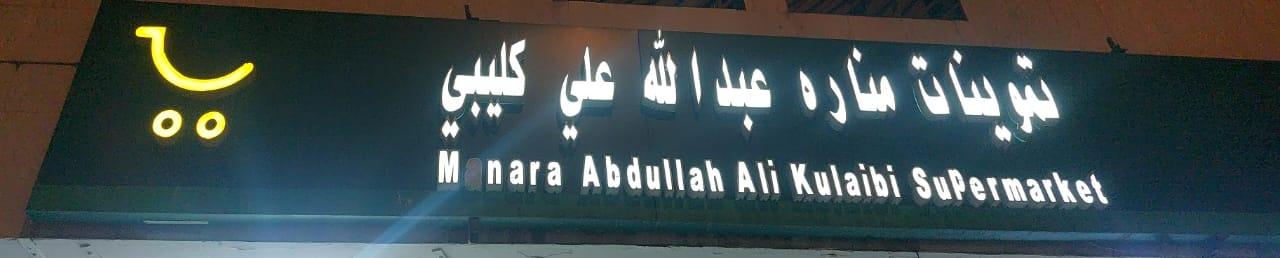 تموينات مناره عبدالله علي كليبي
Manara Abdullah Ali Kulaibi SuPermarket